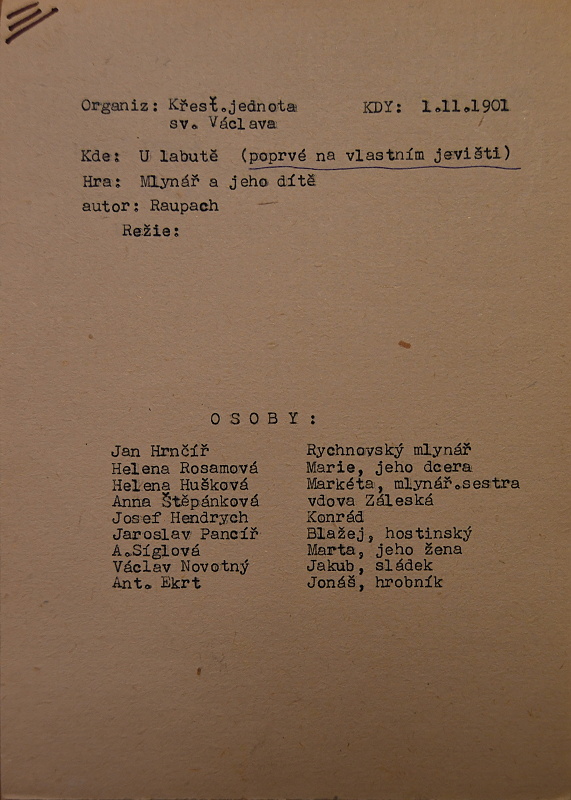 Organiz: Křesť.jednota KDY: 1.11.1901
sv. Václava
Kde: U labutě (poprvé na vlastním jevišti)
Hra: Mlynář a jeho dítě
autor: Raupach
Režie:
O S O B Y :
Jan Hrnčíř Rychnovský mlynář
Helena Rosamová Marie, jeho dcera
Helena Hušková Markéta, mlynář.sestra
Anna Štěpánková vdova Záleská
Josef Hendrych Konrád
Jaroslav Pancíř Blažej, hostinský
A.Síglová Marta, jeho žena
Václav Novotný Jakub, sládek
Ant. Ekrt Jonáš, hrobník